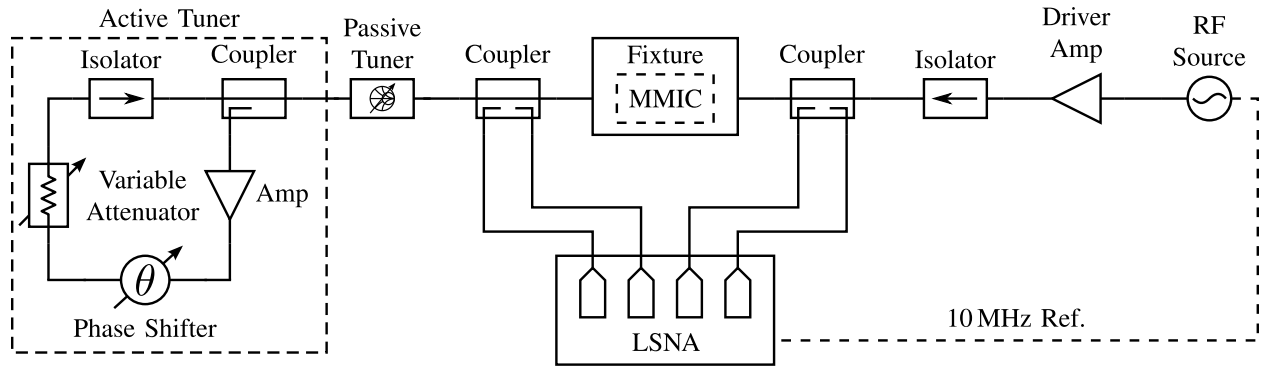 Active Tuner
Isolator
Coupler
Passive
Tuner
Coupler
Fixture
MMIC
Coupler
Isolator
Driver
Amp
RF
Source
Variable
Attenuator
Amp
θ
Phase Shifter
LSNA
10 MHz Ref.